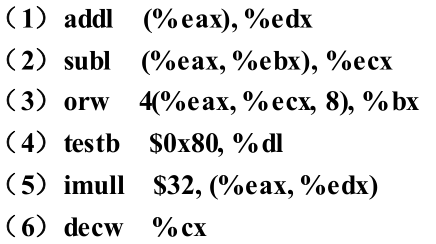 （1）addl (%eax), %edx
（2）subl (%eax, %ebx), %ecx
（3）orw 4(%eax, %ecx, 8), %bx
（4）testb $0x80, %dl
（5）imull $32, (%eax, %edx)
（6）decw %cx